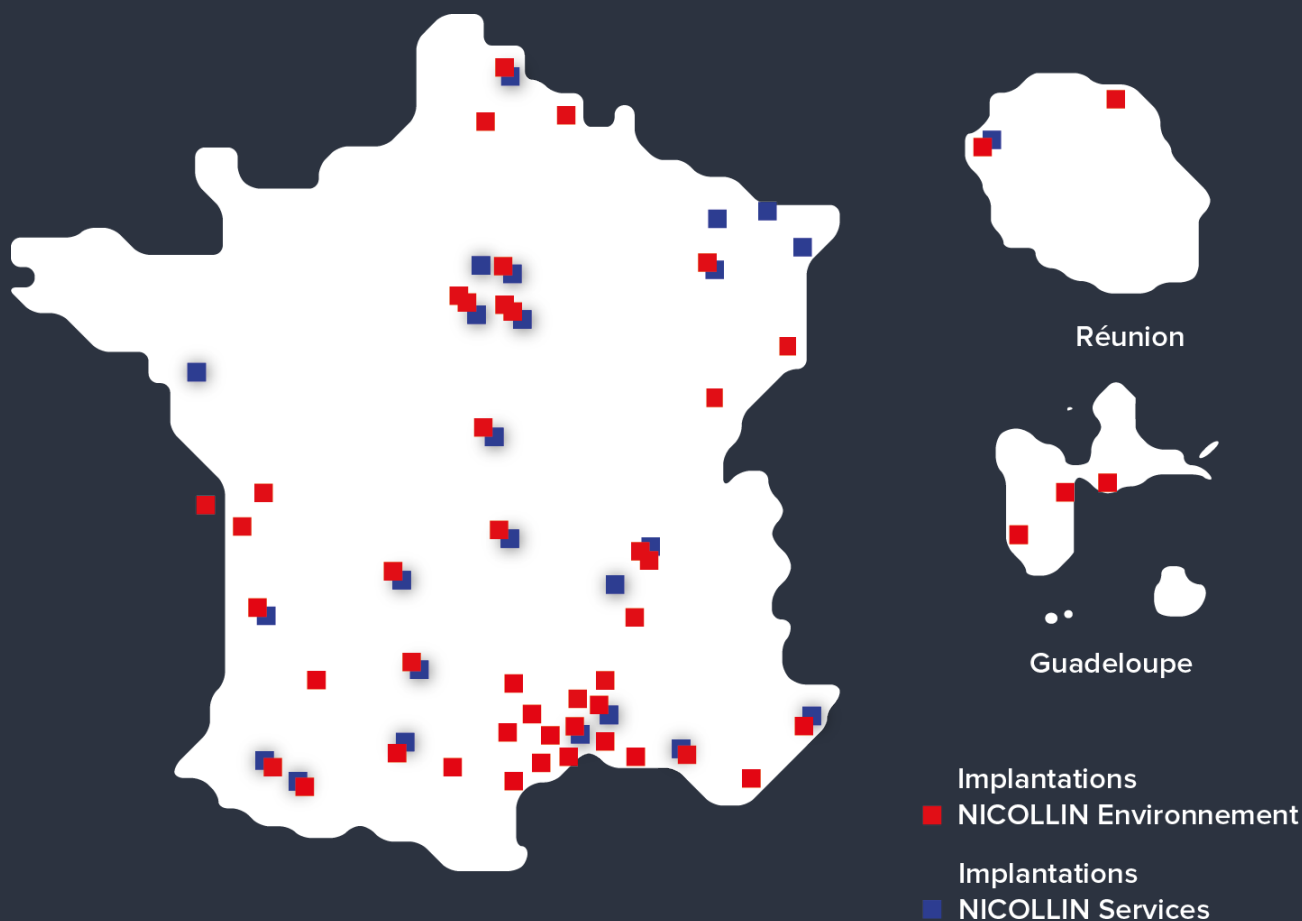 Réunion
Guadeloupe
Implantations
NICOLLIN Environnement
Implantations
NICOLLIN Services